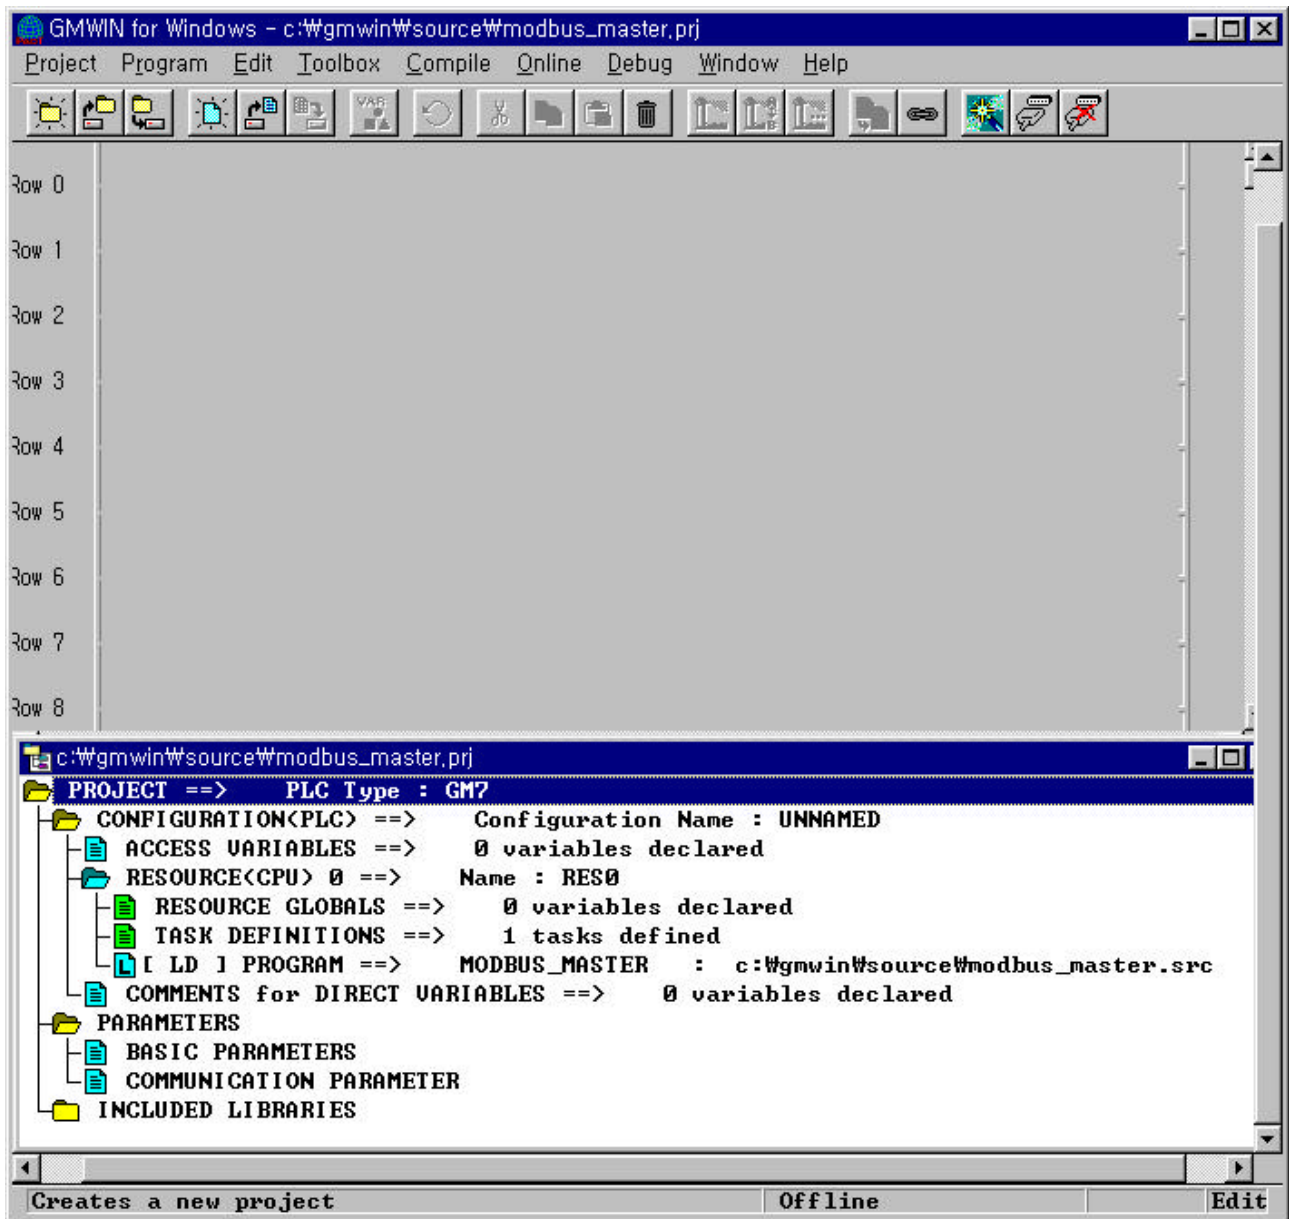 GMWIN for Windows - c:₩gmwin₩source₩modbus_master.prj
Project Program Edit Toolbox Compile Online Debug Window Help
VAR
Row 0
Row 1
Row 2
Row 3
Row 4
Row 5
Row 6
Row 7
Row 8
c:₩gmwin₩source₩modbus_master.prj
PROJECT ==> PLC Type : GM7
CONFIGURATION(PLC) ==> Configuration Name : UNNAMED
ACCESS VARIABLES ==> 0 variables declared
RESOURCE(CPU) 0 ==> Name : RES0
RESOURCE GLOBALS ==> 0 variables declared
TASK DEFINITIONS ==> 1 tasks defined
L [ LD ] PROGRAM ==> MODBUS_MASTER : c:₩gmwin₩source₩modbus_master.src
COMMENTS for DIRECT VARIABLES ==> 0 variables declared
PARAMETERS
BASIC PARAMETERS
COMMUNICATION PARAMETER
INCLUDED LIBRARIES
Creates a new project Offline Edit